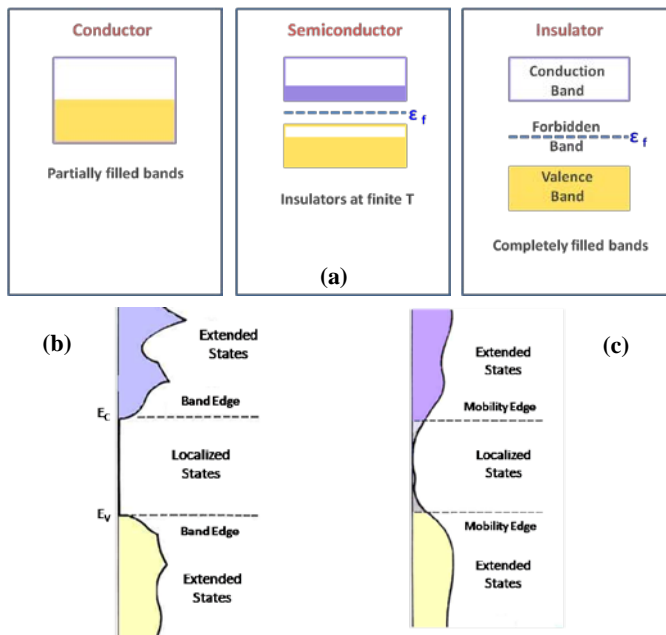 Conductor
Partially filled bands
Semiconductor
ε f
Insulators at finite T
(a)
Insulator
Conduction
Band
Forbidden
ε f
Band
Valence
Band
Completely filled bands
(b)
Extended
States
Band Edge
E_C
Localized
States
E_V
Band Edge
Extended
States
(c)
Extended
States
Mobility Edge
Localized
States
Mobility Edge
Extended
States